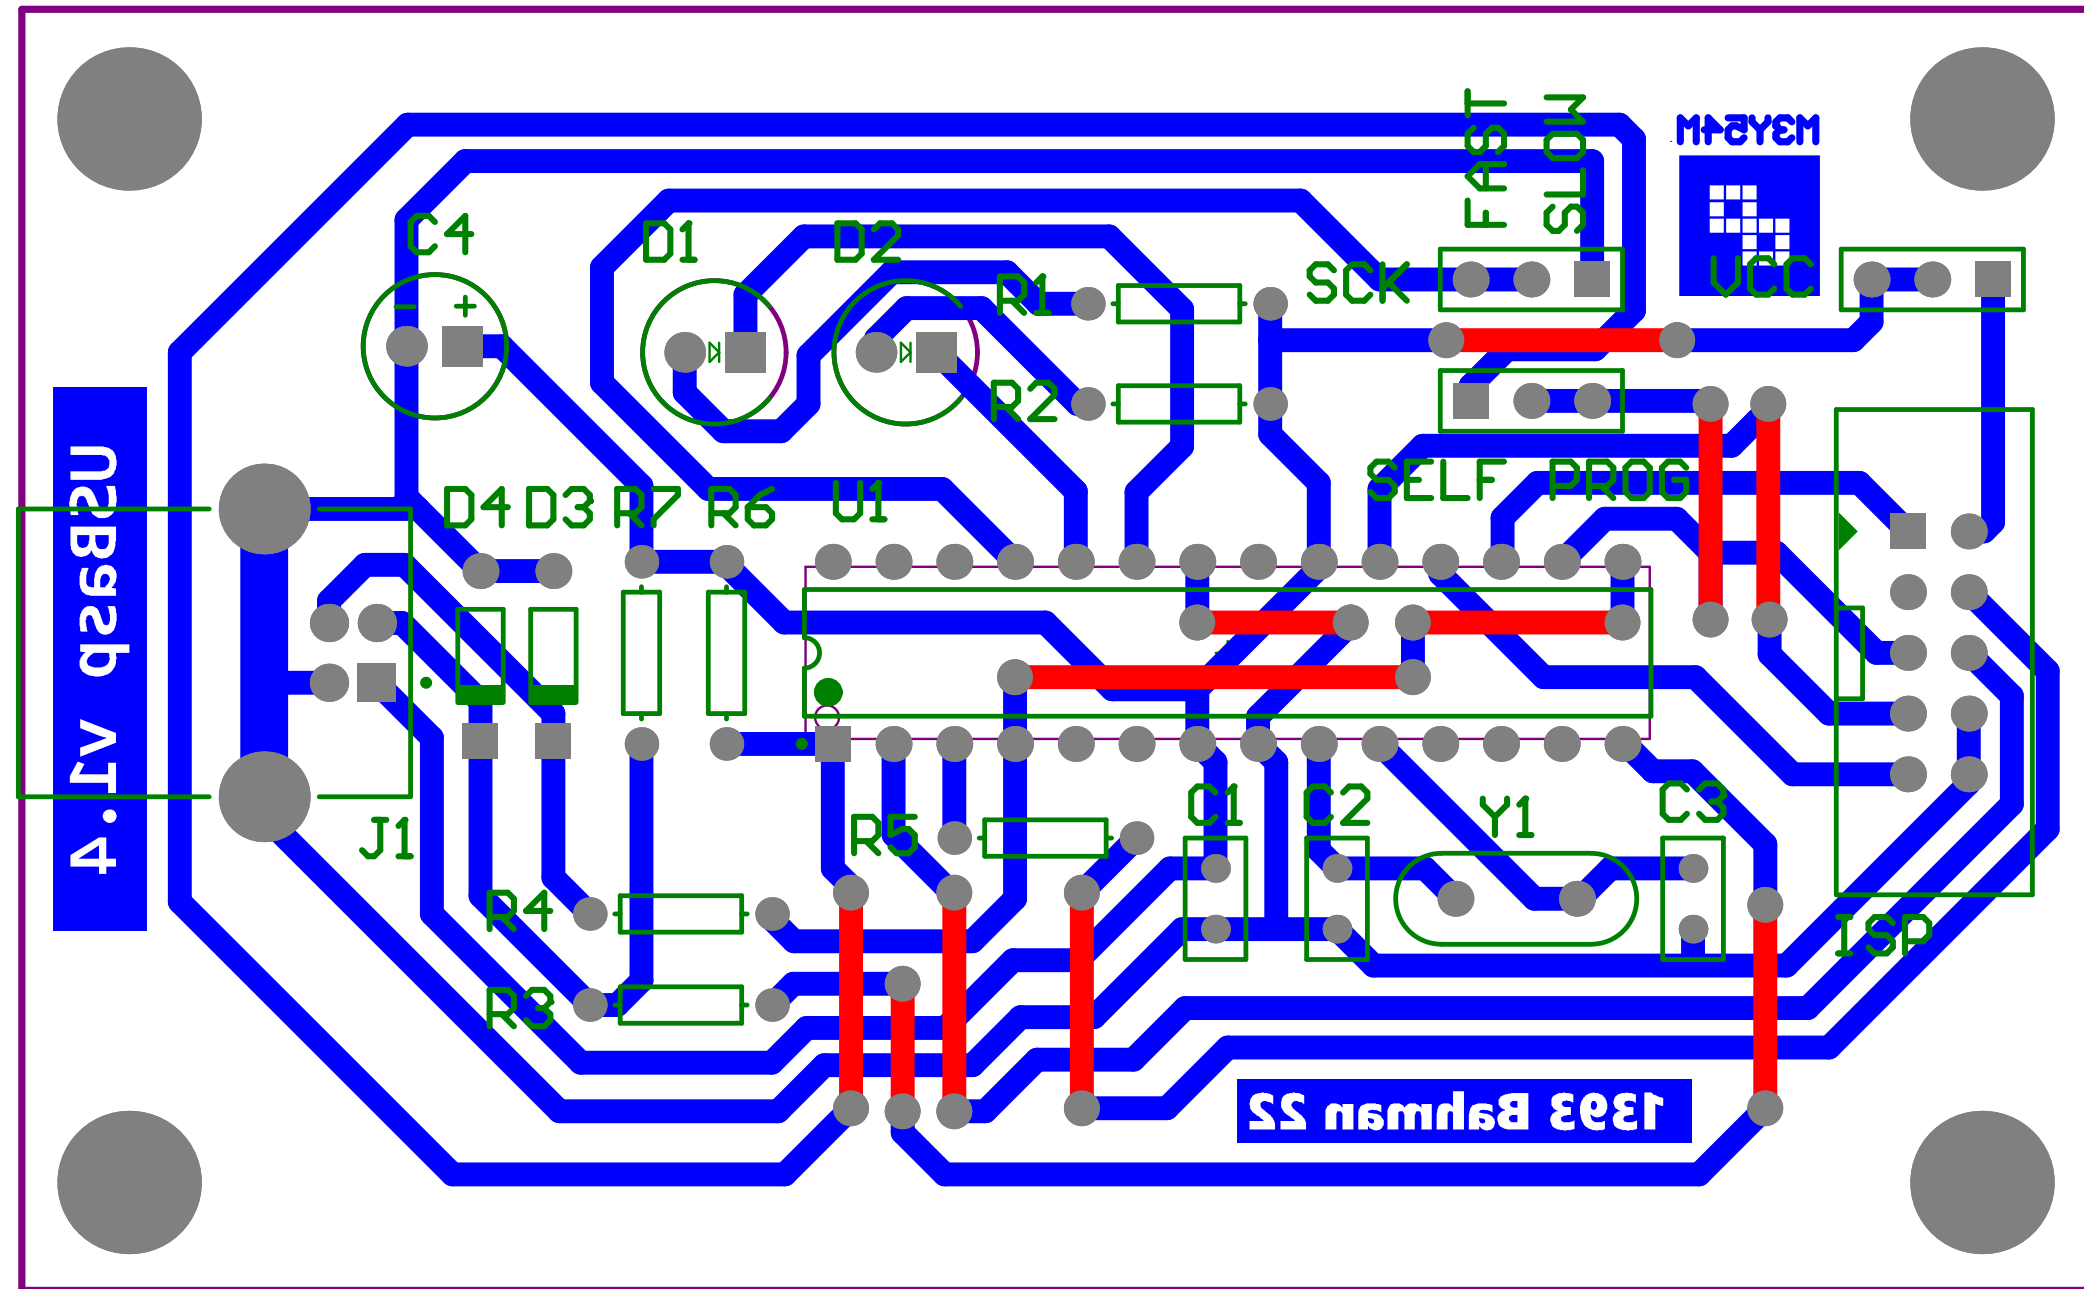 FAST
SLOW
M3Y54M
C4
D1
D2
R1
SCK
VCC
- +
R2
USBasp v1.4
D4
D3
R7
R6
U1
SELF PROG
J1
R5
C1
C2
Y1
C3
R4
ISP
R3
1393 Bahman 22